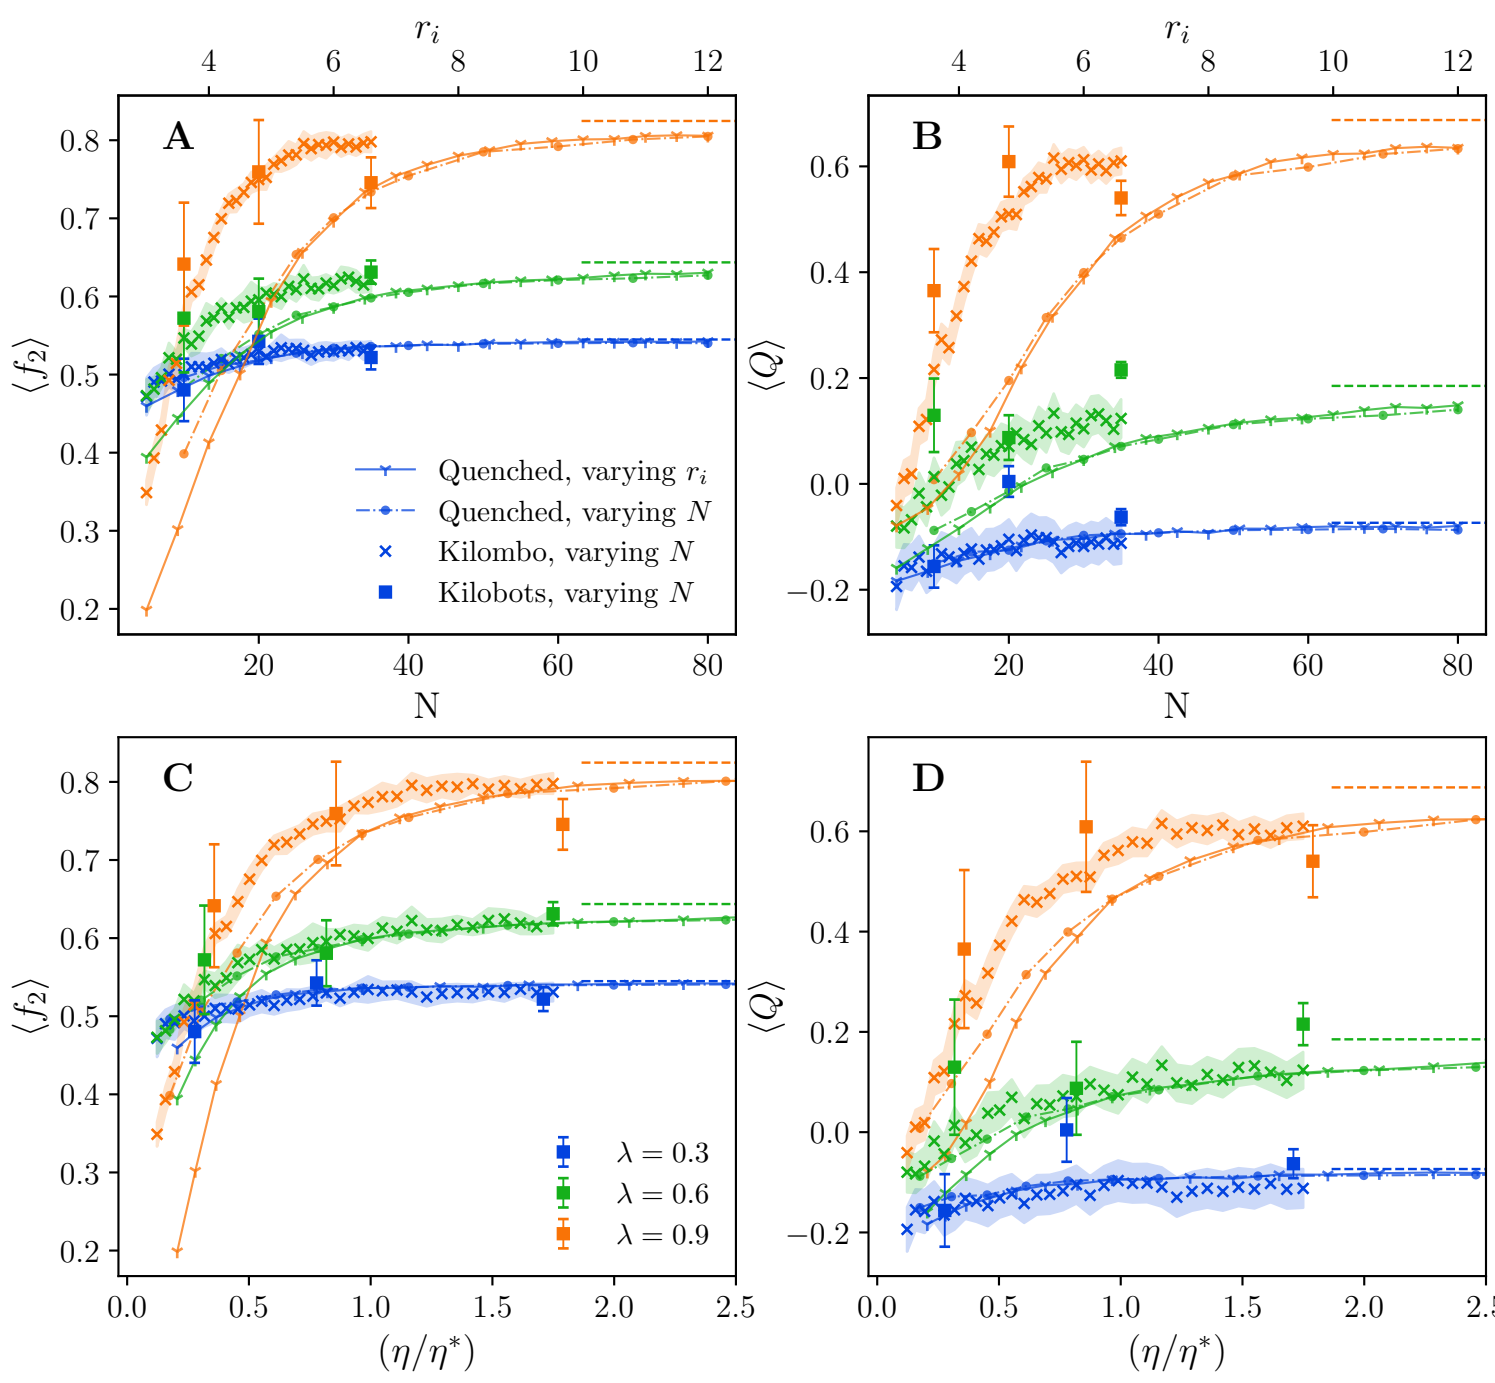 r_i
r_i
4 6 8 10 12
4 6 8 10 12
A
B
0.8
0.7
0.6
0.5
0.4
0.3
0.2
⟨f_2⟩
0.6
0.4
0.2
0.0
−0.2
⟨Q⟩
Quenched, varying r_i
Quenched, varying N
Kilombo, varying N
Kilobots, varying N
20 40 60 80
20 40 60 80
N
N
C
D
0.8
0.7
0.6
0.5
0.4
0.3
0.2
⟨f_2⟩
0.6
0.4
0.2
0.0
−0.2
⟨Q⟩
λ = 0.3
λ = 0.6
λ = 0.9
0.0 0.5 1.0 1.5 2.0 2.5
0.0 0.5 1.0 1.5 2.0 2.5
(η/η*)
(η/η*)